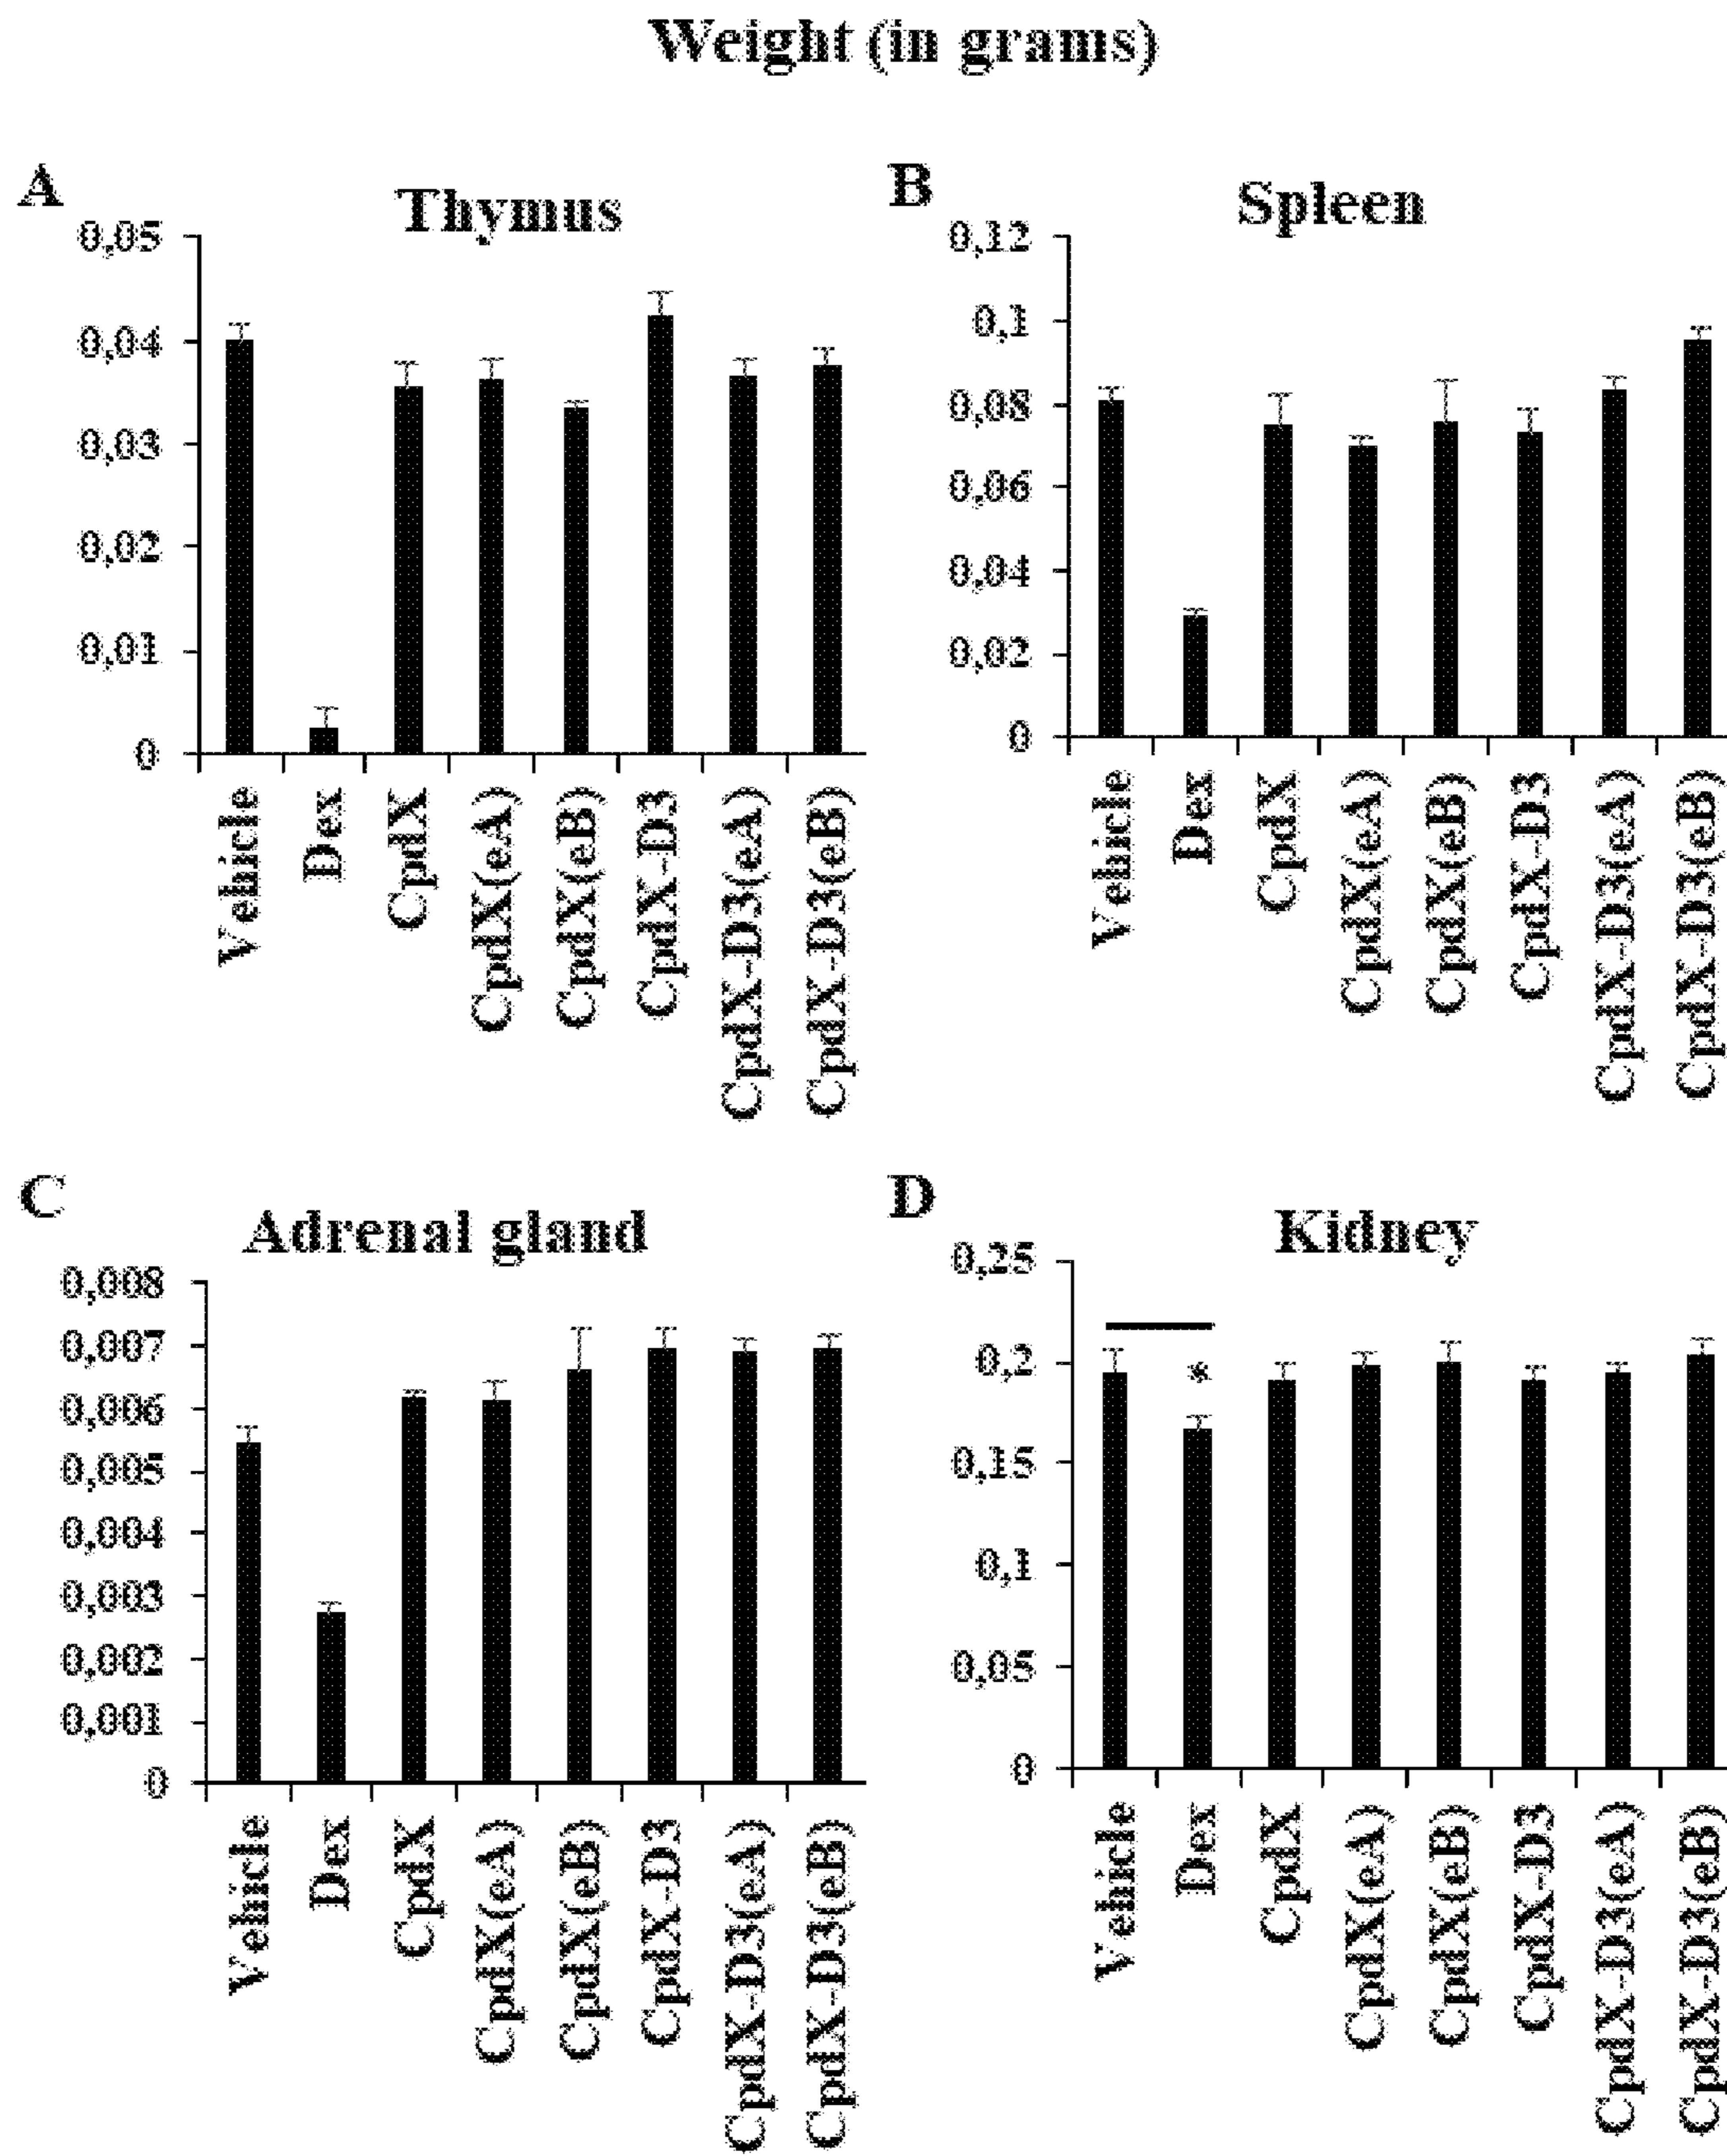 Weight (in grams)
A
Thymus
0,05
0,04
0,03
0,02
0,01
0
Vehicle
Dex
CpdX
CpdX(eA)
CpdX(eB)
CpdX-D3
CpdX-D3(eA)
CpdX-D3(eB)
B
Spleen
0,12
0,1
0,08
0,06
0,04
0,02
0
Vehicle
Dex
CpdX
CpdX(eA)
CpdX(eB)
CpdX-D3
CpdX-D3(eA)
CpdX-D3(eB)
C
Adrenal gland
0,008
0,007
0,006
0,005
0,004
0,003
0,002
0,001
0
Vehicle
Dex
CpdX
CpdX(eA)
CpdX(eB)
CpdX-D3
CpdX-D3(eA)
CpdX-D3(eB)
D
Kidney
0,25
0,2
0,15
0,1
0,05
0
*
Vehicle
Dex
CpdX
CpdX(eA)
CpdX(eB)
CpdX-D3
CpdX-D3(eA)
CpdX-D3(eB)